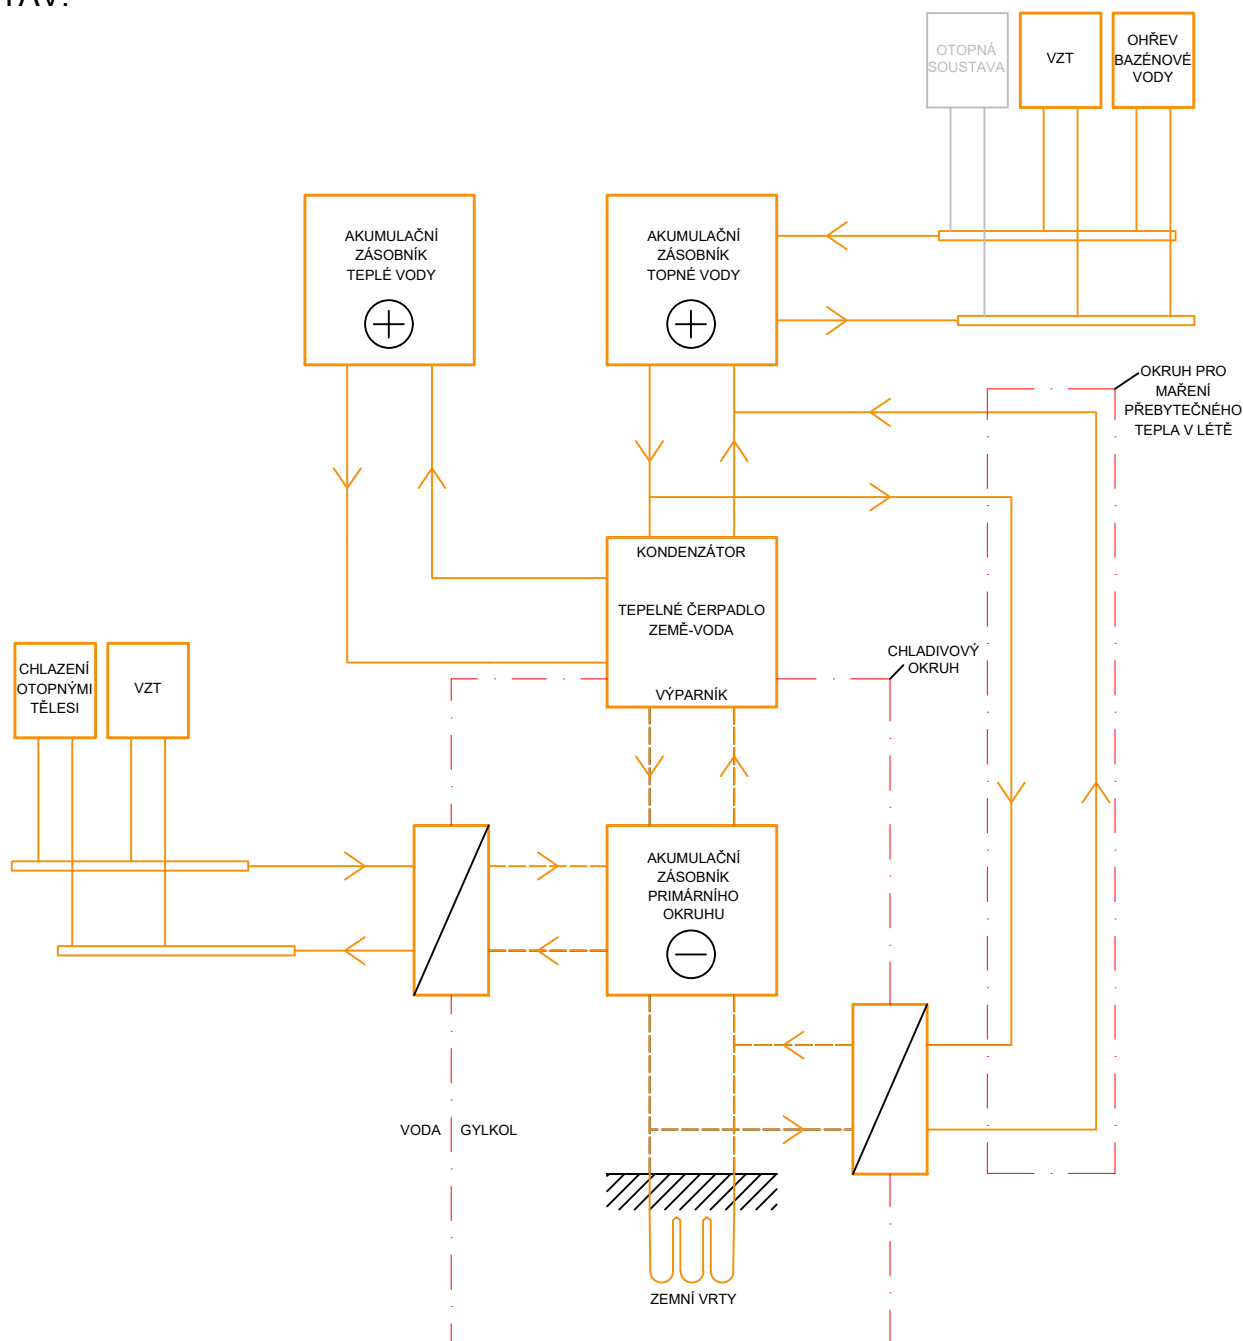 OTOPNÁ
SOUSTAVA
VZT
OHŘEV
BAZÉNOVÉ
VODY
AKUMULAČNÍ
ZÁSOBNÍK
TEPLÉ VODY
AKUMULAČNÍ
ZÁSOBNÍK
TOPNÉ VODY
OKRUH PRO
MAŘENÍ
PŘEBYTEČNÉHO
TEPLA V LÉTĚ
KONDENZÁTOR
TEPELNÉ ČERPADLO
ZEMĚ-VODA
VÝPARNÍK
CHLADIVOVÝ
OKRUH
CHLAZENÍ
OTOPNÝMI
TĚLESI
VZT
AKUMULAČNÍ
ZÁSOBNÍK
PRIMÁRNÍHO
OKRUHU
VODA
GYLKOL
ZEMNÍ VRTY